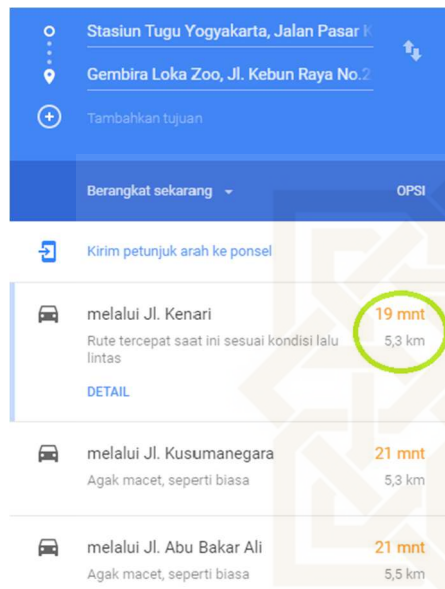 Stasiun Tugu Yogyakarta, Jalan Pasar
Gembira Loka Zoo, Jl. Kebun Raya No.2
Tambahkan tujuan
Berangkat sekarang OPSI
Kirim petunjuk arah ke ponsel
melalui Jl. Kenari 19 mnt
Rute tercepat saat ini sesuai kondisi lalu 5,3 km
lintas
DETAIL
melalui Jl. Kusumanegara 21 mnt
Agak macet, seperti biasa 5,3 km
melalui Jl. Abu Bakar Ali 21 mnt
Agak macet, seperti biasa 5,5 km